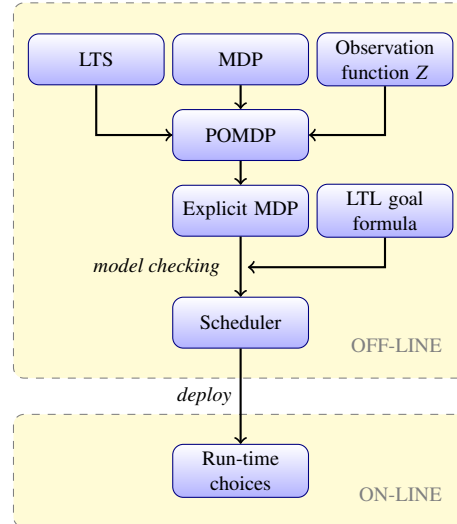 LTS
MDP
Observation
function Z
POMDP
Explicit MDP
LTL goal
formula
model checking
Scheduler
OFF-LINE
deploy
Run-time
choices
ON-LINE